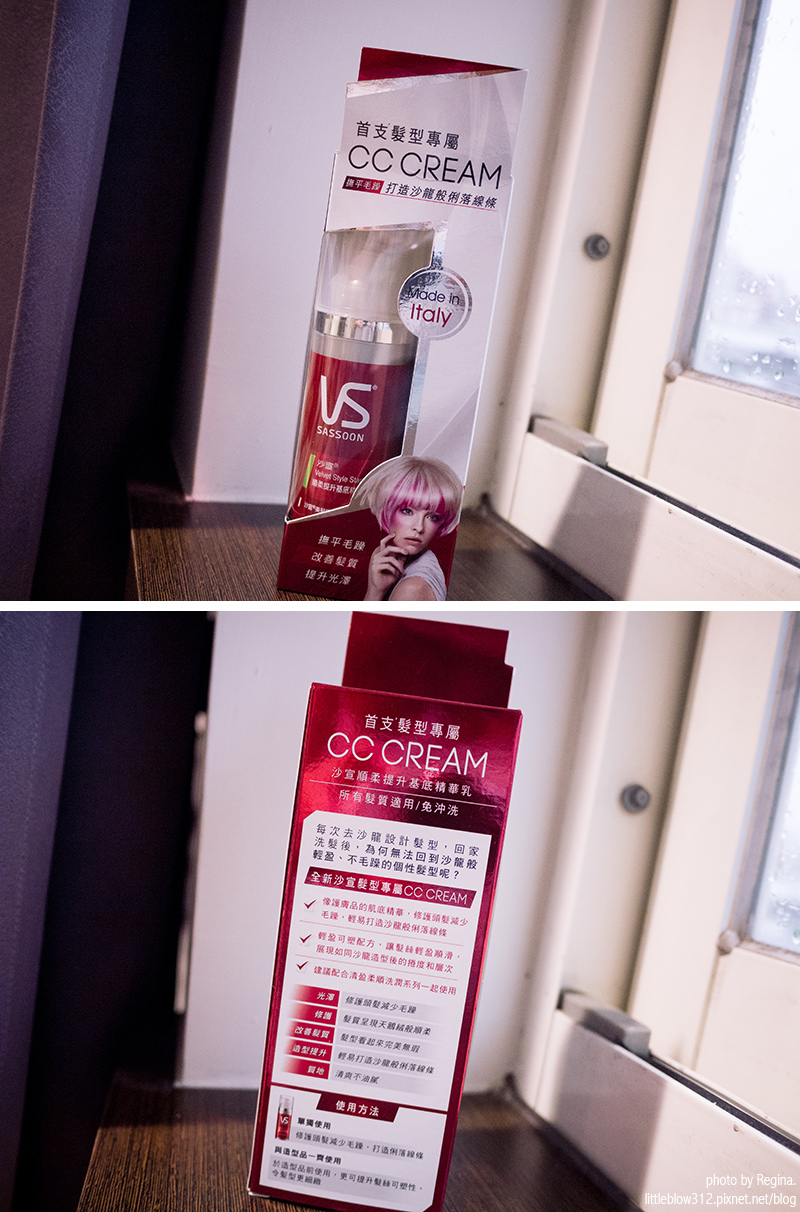 首支髮型專屬
CC CREAM
撫平毛躁 打造沙龍般俐落線條
Made in
Italy
VS
SASSOON
沙宣
Velvet Style
順柔提升基底
撫平毛躁
改善髮質
提升光澤
首支髮型專屬
CC CREAM
沙宣順柔提升基底精華乳
所有髮質適用/免沖洗
每次去沙龍設計髮型，回家
洗髮後，為何無法回到沙龍般
輕盈、不毛躁的個性髮型呢？
全新沙宣髮型專屬CC CREAM
像護膚品的肌底精華，修護頭髮減少
毛躁，輕易打造沙龍般俐落線條
輕盈可塑配方，讓髮絲輕盈順滑，
展現如同沙龍造型後的捲度和層次
建議配合清盈柔順洗潤系列一起使用
光澤 修護頭髮減少毛躁
修護 髮質呈現天鵝絨般順柔
改善髮質 髮型看起來完美無瑕
造型提升 輕易打造沙龍般俐落線條
質地 清爽不油膩
使用方法
VS
單獨使用
修護頭髮減少毛躁，打造俐落線條
與造型品一齊使用
於造型品前使用，更可提升髮絲可塑性，
令髮型更細緻
photo by Regina.
littleblow312.pixnet.net/blog